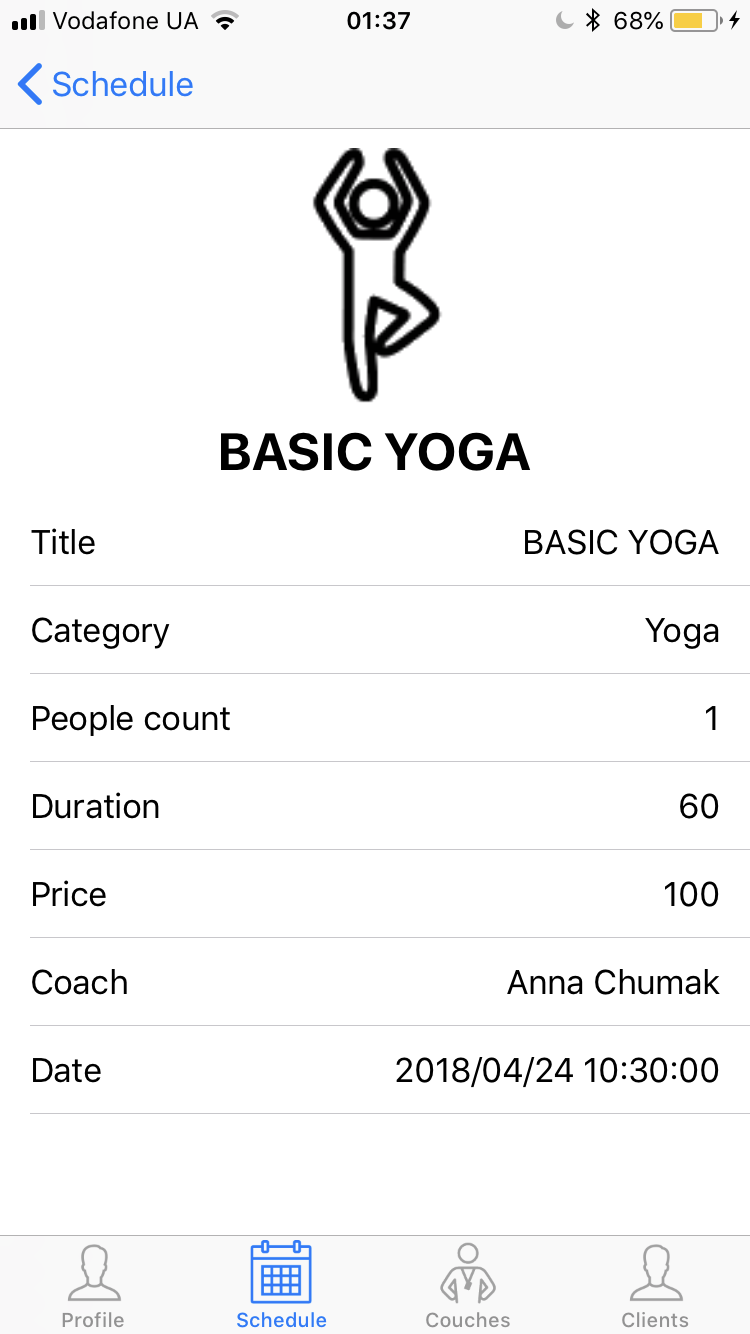 Vodafone UA 01:37 68%
Schedule
BASIC YOGA
Title BASIC YOGA
Category Yoga
People count 1
Duration 60
Price 100
Coach Anna Chumak
Date 2018/04/24 10:30:00
Profile Schedule Couches Clients